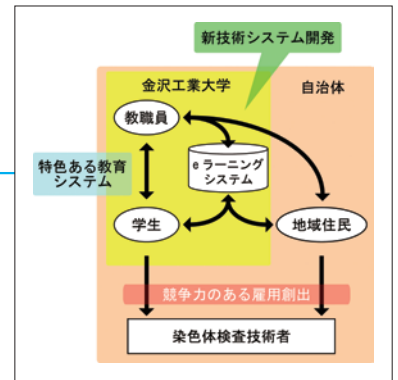 新技術システム開発
金沢工業大学
自治体
教職員
eラーニング
システム
特色ある教育
システム
学生
地域住民
競争力のある雇用創出
染色体検査技術者